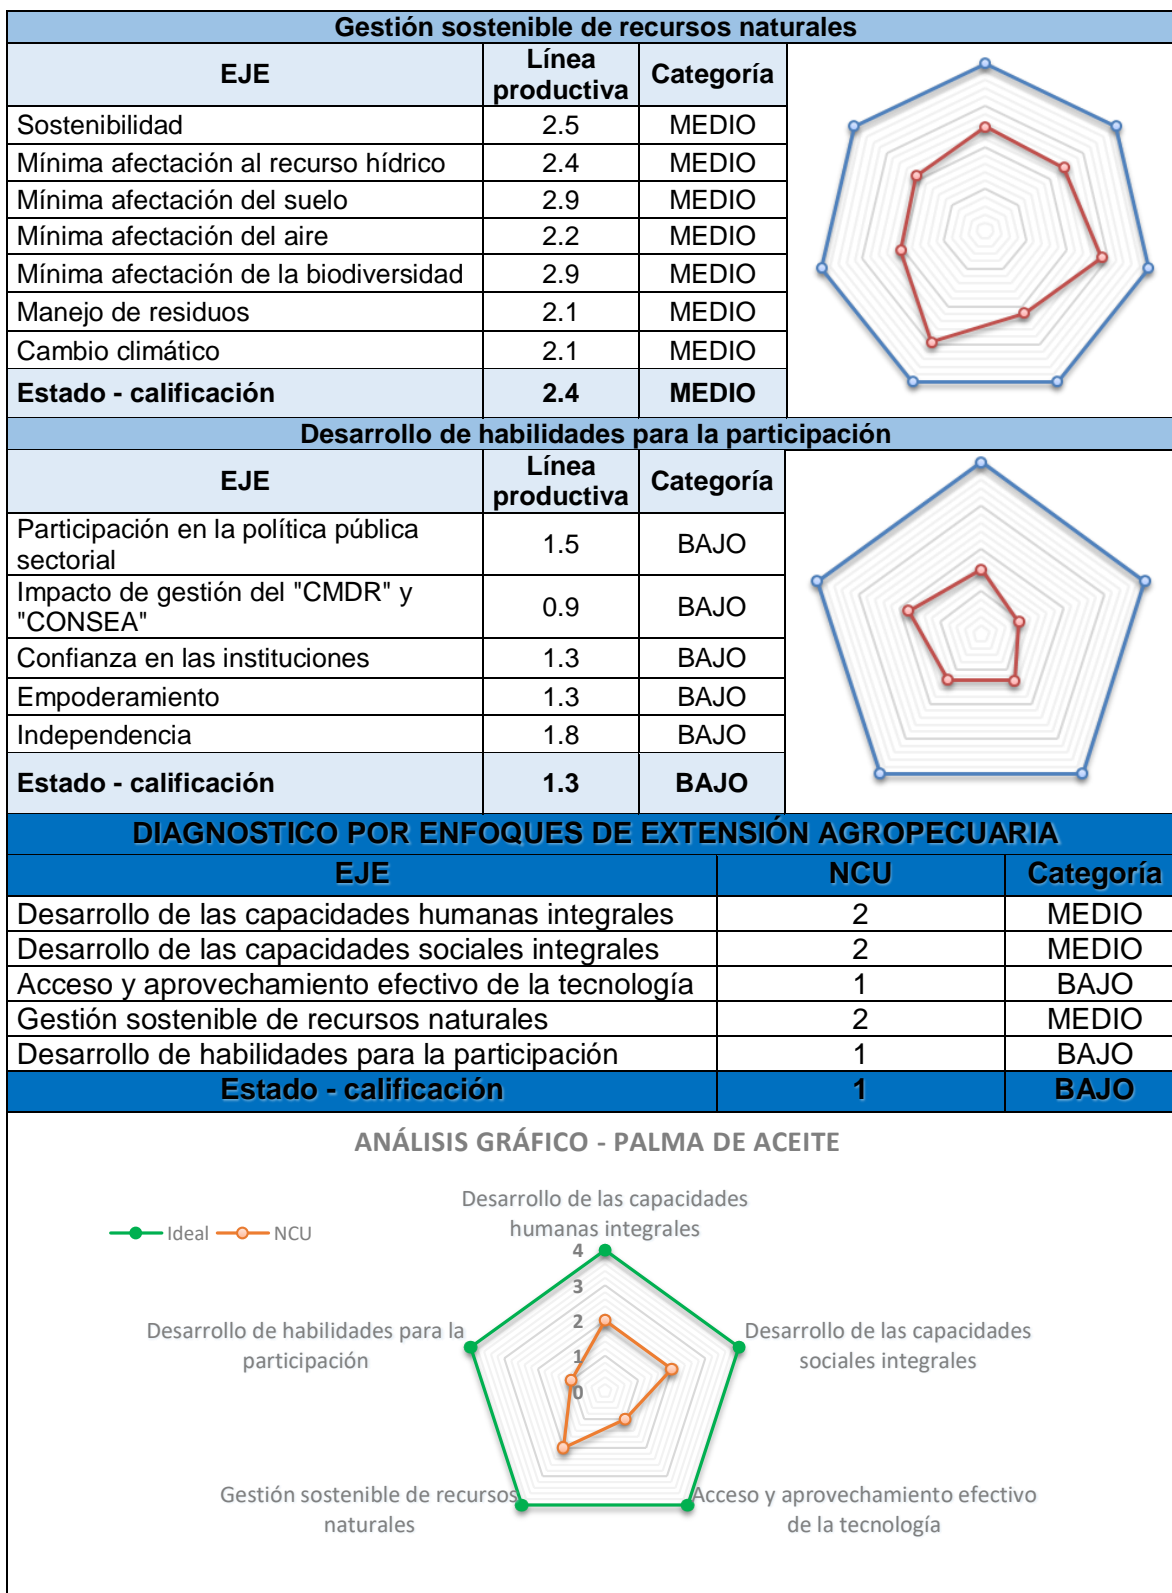 Gestión sostenible de recursos naturales
EJE
Línea
productiva
Categoría
Sostenibilidad 2.5 MEDIO
Mínima afectación al recurso hídrico 2.4 MEDIO
Mínima afectación del suelo 2.9 MEDIO
Mínima afectación del aire 2.2 MEDIO
Mínima afectación de la biodiversidad 2.9 MEDIO
Manejo de residuos 2.1 MEDIO
Cambio climático 2.1 MEDIO
Estado - calificación 2.4 MEDIO
Desarrollo de habilidades para la participación
EJE
Línea
productiva
Categoría
Participación en la política pública
sectorial
1.5 BAJO
Impacto de gestión del "CMDR" y
"CONSEA"
0.9 BAJO
Confianza en las instituciones 1.3 BAJO
Empoderamiento 1.3 BAJO
Independencia 1.8 BAJO
Estado - calificación 1.3 BAJO
DIAGNOSTICO POR ENFOQUES DE EXTENSIÓN AGROPECUARIA
EJE NCU Categoría
Desarrollo de las capacidades humanas integrales 2 MEDIO
Desarrollo de las capacidades sociales integrales 2 MEDIO
Acceso y aprovechamiento efectivo de la tecnología 1 BAJO
Gestión sostenible de recursos naturales 2 MEDIO
Desarrollo de habilidades para la participación 1 BAJO
Estado - calificación 1 BAJO
ANÁLISIS GRÁFICO - PALMA DE ACEITE
Ideal NCU
Desarrollo de las capacidades
humanas integrales
4
3
2
1
0
Desarrollo de habilidades para la
participación
Desarrollo de las capacidades
sociales integrales
Gestión sostenible de recursos
naturales
Acceso y aprovechamiento efectivo
de la tecnología